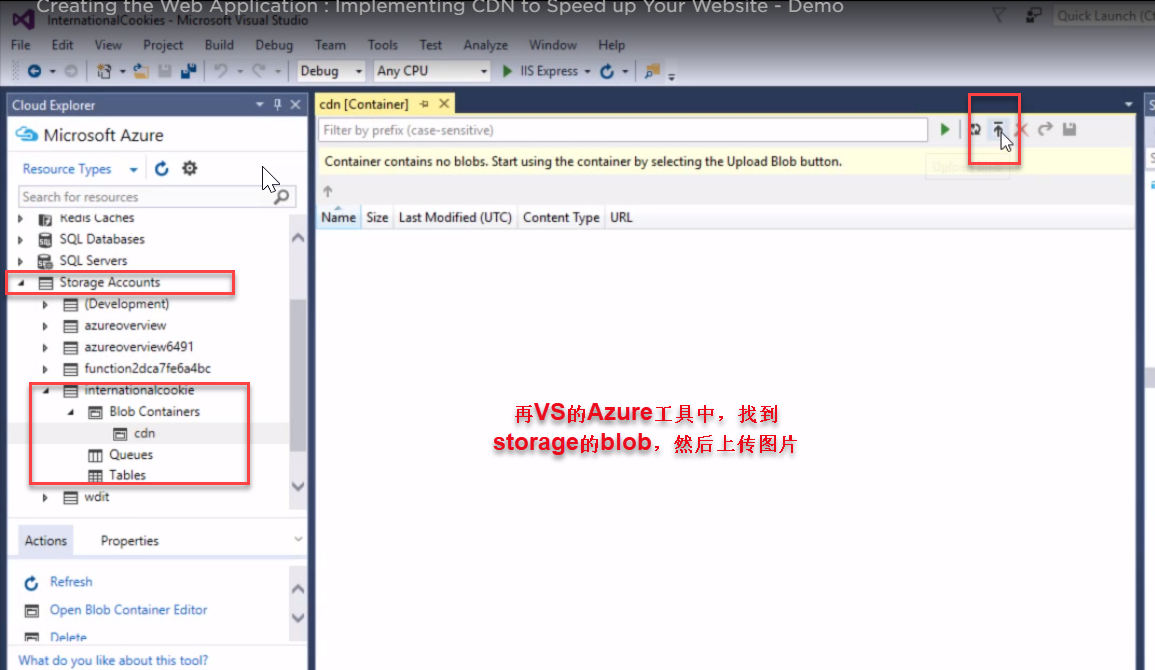 Creating the Web Application : Implementing CDN to Speed up Your Website - Demo
InternationalCookies - Microsoft Visual Studio
File Edit View Project Build Debug Team Tools Test Analyze Window Help
Debug Any CPU IIS Express
Cloud Explorer
Microsoft Azure
Resource Types
Search for resources
Redis Caches
SQL Databases
SQL Servers
Storage Accounts
(Development)
azureoverview
azureoverview6491
function2dca7fe6a4bc
internationalcookie
Blob Containers
cdn
Queues
Tables
wdit
Actions Properties
Refresh
Open Blob Container Editor
Delete
What do you like about this tool?
Quick Launch
cdn [Container]
Filter by prefix (case-sensitive)
Container contains no blobs. Start using the container by selecting the Upload Blob button.
Name Size Last Modified (UTC) Content Type URL
再VS的Azure工具中，找到
storage的blob，然后上传图片